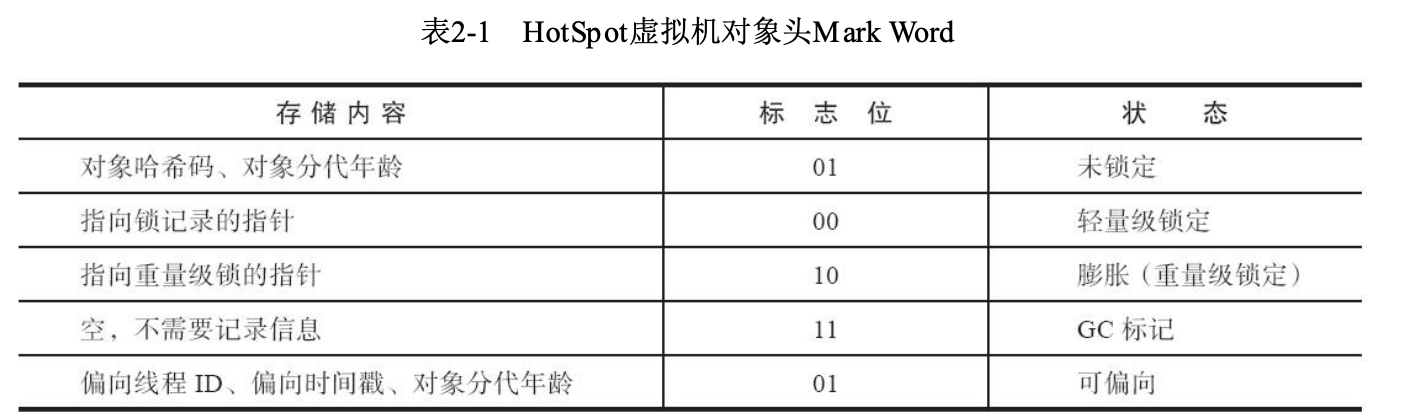 表2-1 HotSpot虚拟机对象头Mark Word
存储内容 标志位 状态
对象哈希码、对象分代年龄 01 未锁定
指向锁记录的指针 00 轻量级锁定
指向重量级锁的指针 10 膨胀（重量级锁定）
空，不需要记录信息 11 GC 标记
偏向线程 ID、偏向时间戳、对象分代年龄 01 可偏向